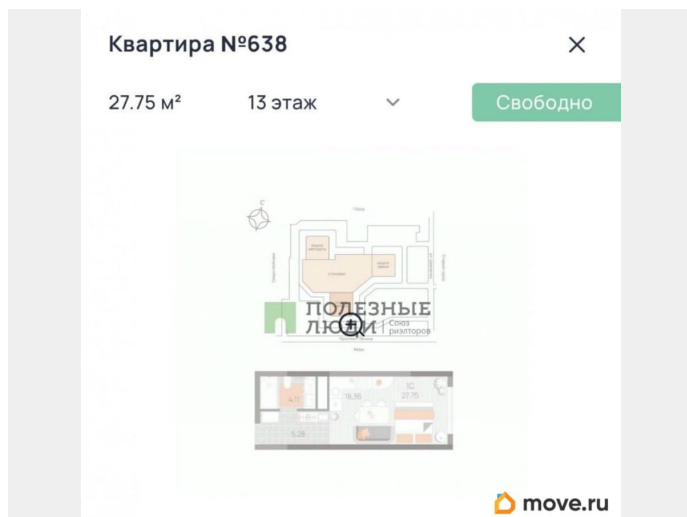 Квартира №638
27.75 м²
13 этаж
Свободно
С
ПОЛЕЗНЫЕ
ЛЮДИ
Союз
риэлторов
1С
27.75
18.36
4.11
5.28
move.ru